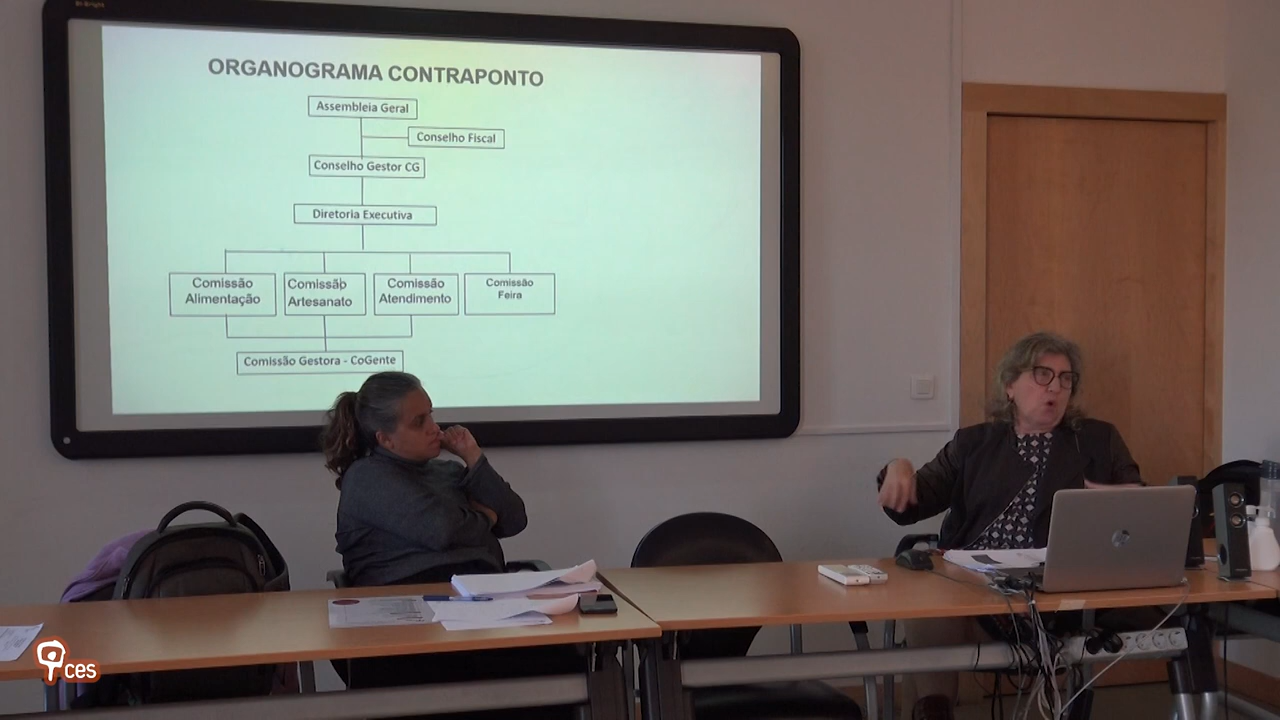 ORGANOGRAMA CONTRAPONTO
Assembleia Geral
Conselho Fiscal
Conselho Gestor CG
Diretoria Executiva
Comissão
Alimentação
Comissão
Artesanato
Comissão
Atendimento
Comissão
Feira
Comissão Gestora - CoGente
hp
ces